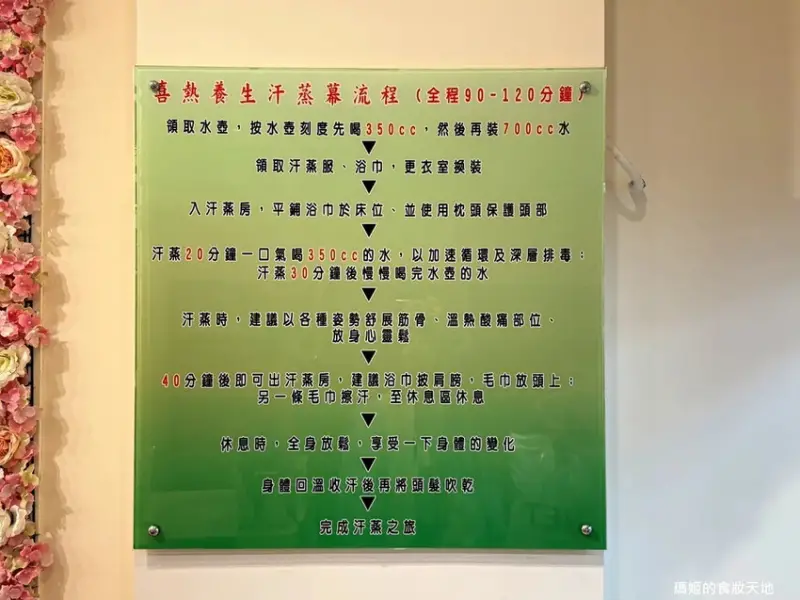 喜熱養生汗蒸幕流程 (全程90-120分鐘)
領取水壺，按水壺刻度先喝350cc，然後再裝700cc水
領取汗蒸服、浴巾，更衣室換裝
入汗蒸房，平鋪浴巾於床位、並使用枕頭保護頭部
汗蒸20分鐘一口氣喝350cc的水，以加速循環及深層排毒；
汗蒸30分鐘後慢慢喝完水壺的水
汗蒸時，建議以各種姿勢舒展筋骨、溫熱酸痛部位、
放身心靈鬆
40分鐘後即可出汗蒸房，建議浴巾披肩膀，毛巾放頭上；
另一條毛巾擦汗，至休息區休息
休息時，全身放鬆，享受一下身體的變化
身體回溫收汗後再將頭髮吹乾
完成汗蒸之旅
瑪姬的食妝天地